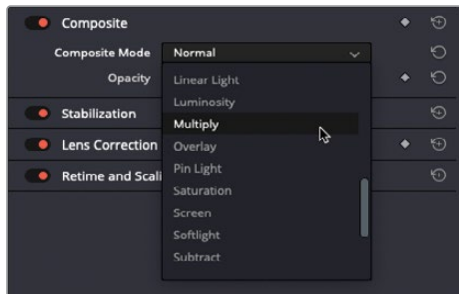 Composite
Composite Mode Normal
Opacity
Linear Light
Luminosity
Stabilization
Multiply
Lens Correction
Overlay
Pin Light
Retime and Scali
Saturation
Screen
Softlight
Subtract